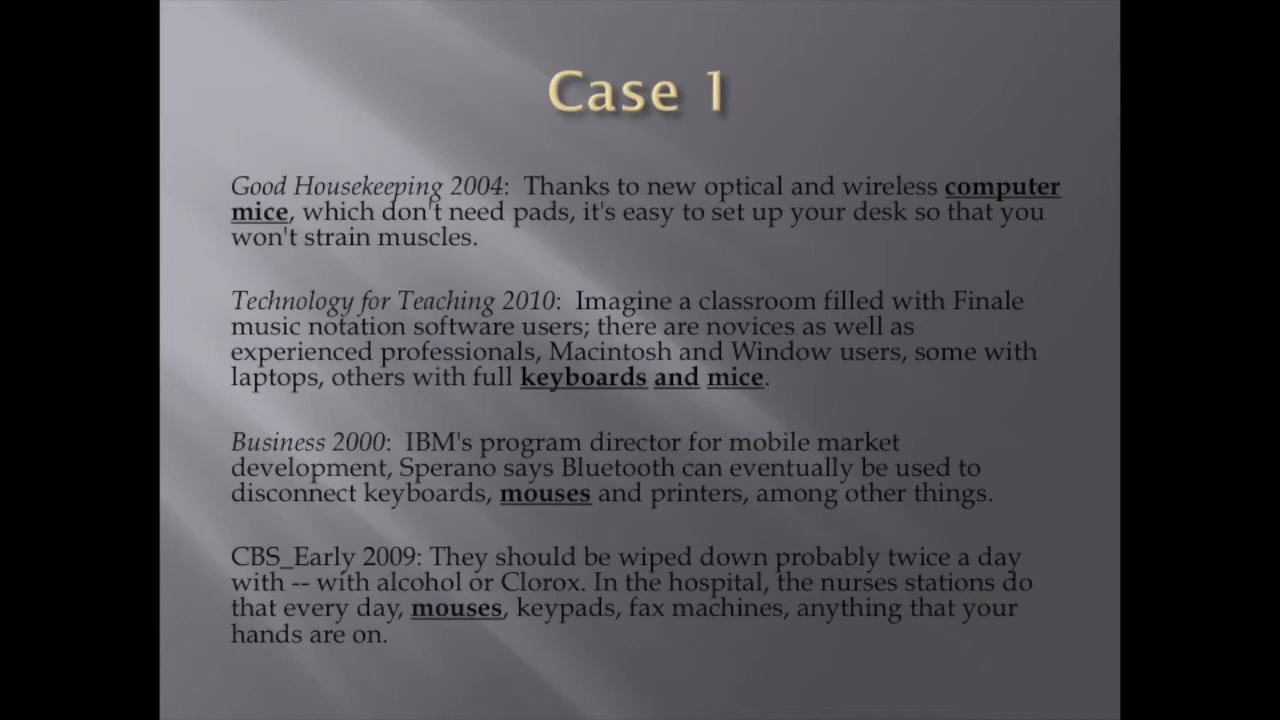 Case 1
Good Housekeeping 2004:  Thanks to new optical and wireless computer
mice, which don't need pads, it's easy to set up your desk so that you
won't strain muscles.
Technology for Teaching 2010:  Imagine a classroom filled with Finale
music notation software users; there are novices as well as
experienced professionals, Macintosh and Window users, some with
laptops, others with full keyboards and mice.
Business 2000:  IBM's program director for mobile market
development, Sperano says Bluetooth can eventually be used to
disconnect keyboards, mouses and printers, among other things.
CBS_Early 2009: They should be wiped down probably twice a day
with -- with alcohol or Clorox. In the hospital, the nurses stations do
that every day, mouses, keypads, fax machines, anything that your
hands are on.